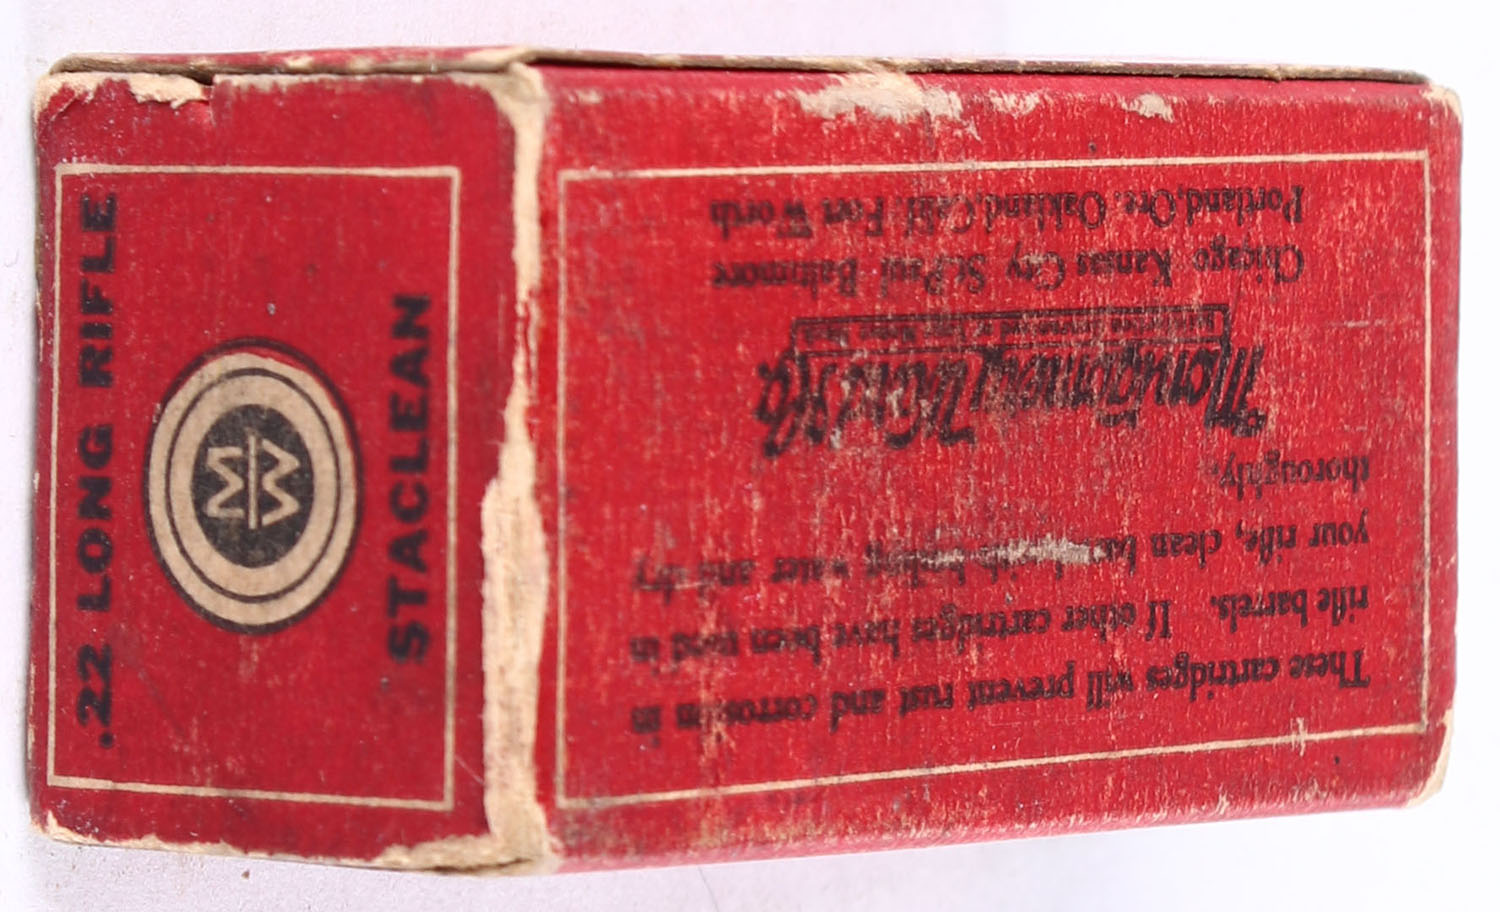 .22 LONG RIFLE
STACLEAN
These cartridges will prevent rust and corrosion in
rifle barrels. If other cartridges have been used in
your rifle, clean barrel with boiling water and dry
thoroughly.
Montgomery Ward & Co.
Chicago Kansas City St. Paul Baltimore
Portland, Ore. Oakland, Calif. Fort Worth